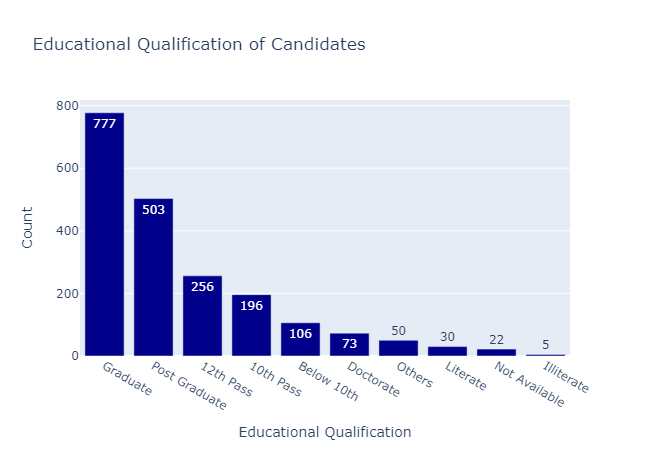 Educational Qualification of Candidates
800
600
400
200
0
Count
777
503
256
196
106
73
50
30
22
5
Graduate
Post Graduate
12th Pass
10th Pass
Below 10th
Doctorate
Others
Literate
Not Available
Illiterate
Educational Qualification